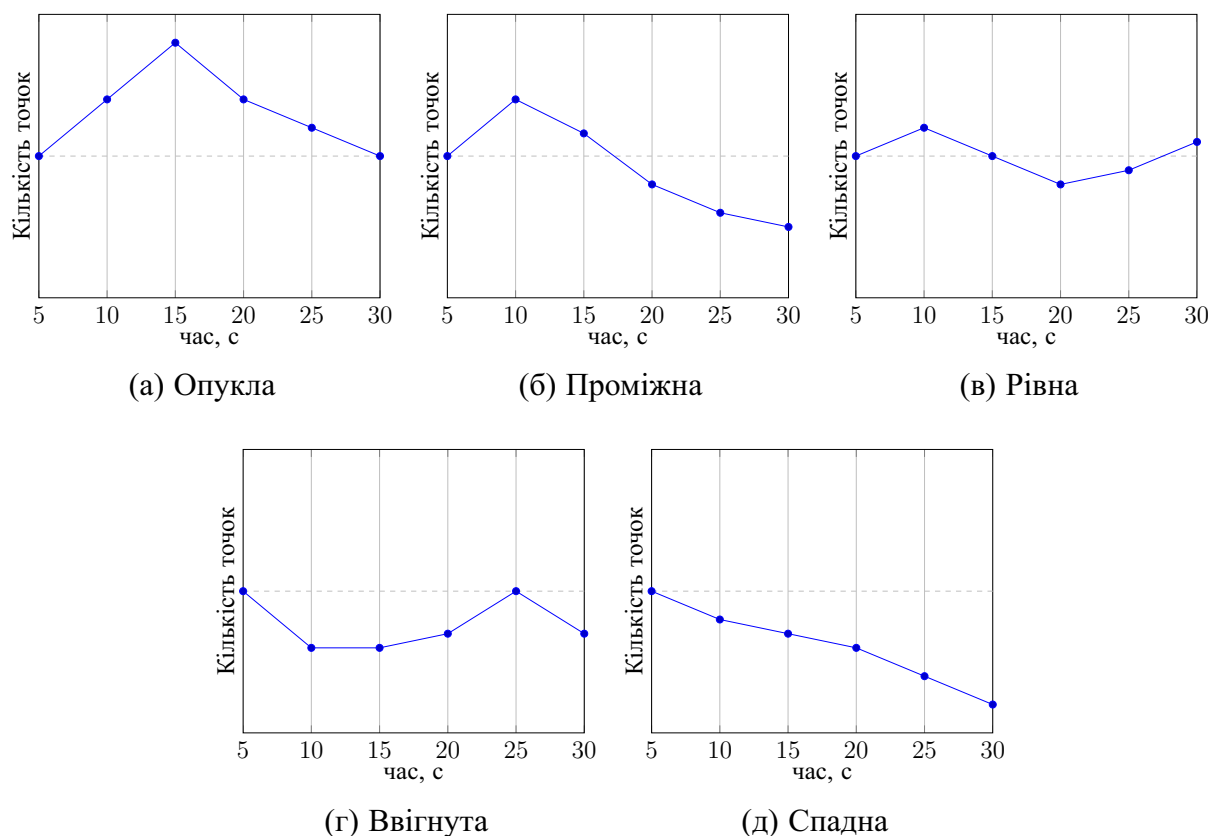 Кількість точок
5 10 15 20 25 30
час, с
(а) Опукла
Кількість точок
5 10 15 20 25 30
час, с
(б) Проміжна
Кількість точок
5 10 15 20 25 30
час, с
(в) Рівна
Кількість точок
5 10 15 20 25 30
час, с
(г) Ввігнута
Кількість точок
5 10 15 20 25 30
час, с
(д) Спадна